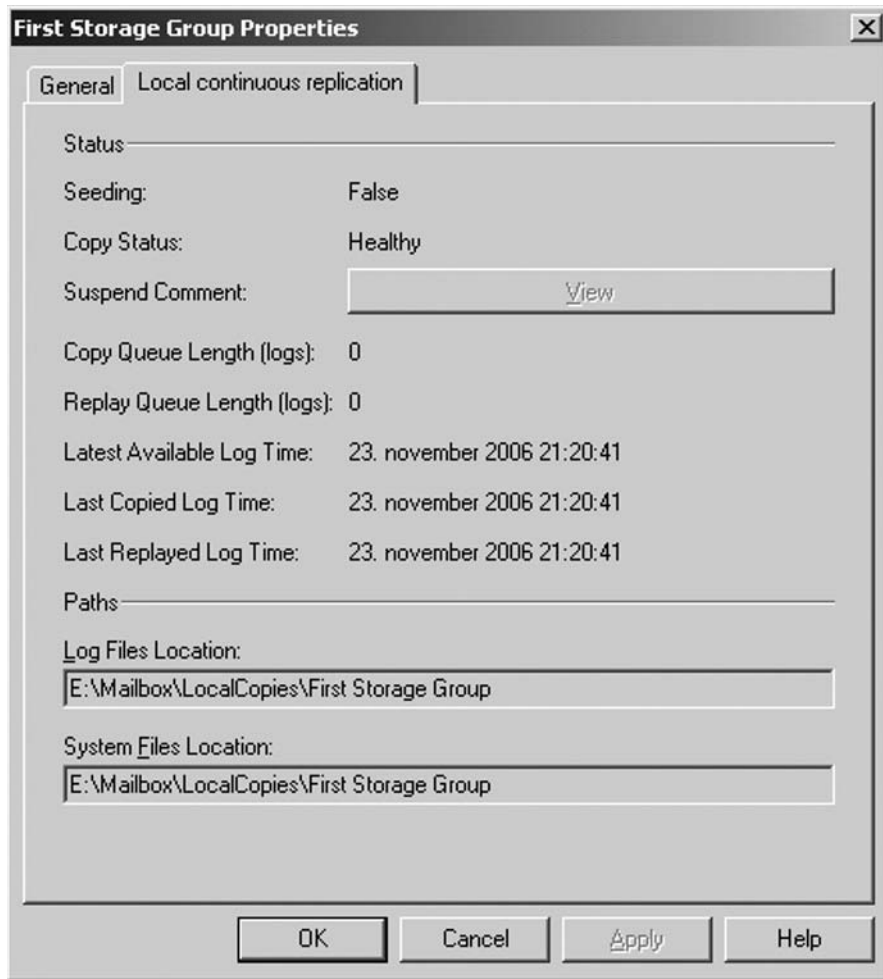 First Storage Group Properties
General Local continuous replication
Status
Seeding: False
Copy Status: Healthy
Suspend Comment: View
Copy Queue Length (logs): 0
Replay Queue Length (logs): 0
Latest Available Log Time: 23. november 2006 21:20:41
Last Copied Log Time: 23. november 2006 21:20:41
Last Replayed Log Time: 23. november 2006 21:20:41
Paths
Log Files Location:
E:\Mailbox\LocalCopies\First Storage Group
System Files Location:
E:\Mailbox\LocalCopies\First Storage Group
OK Cancel Apply Help